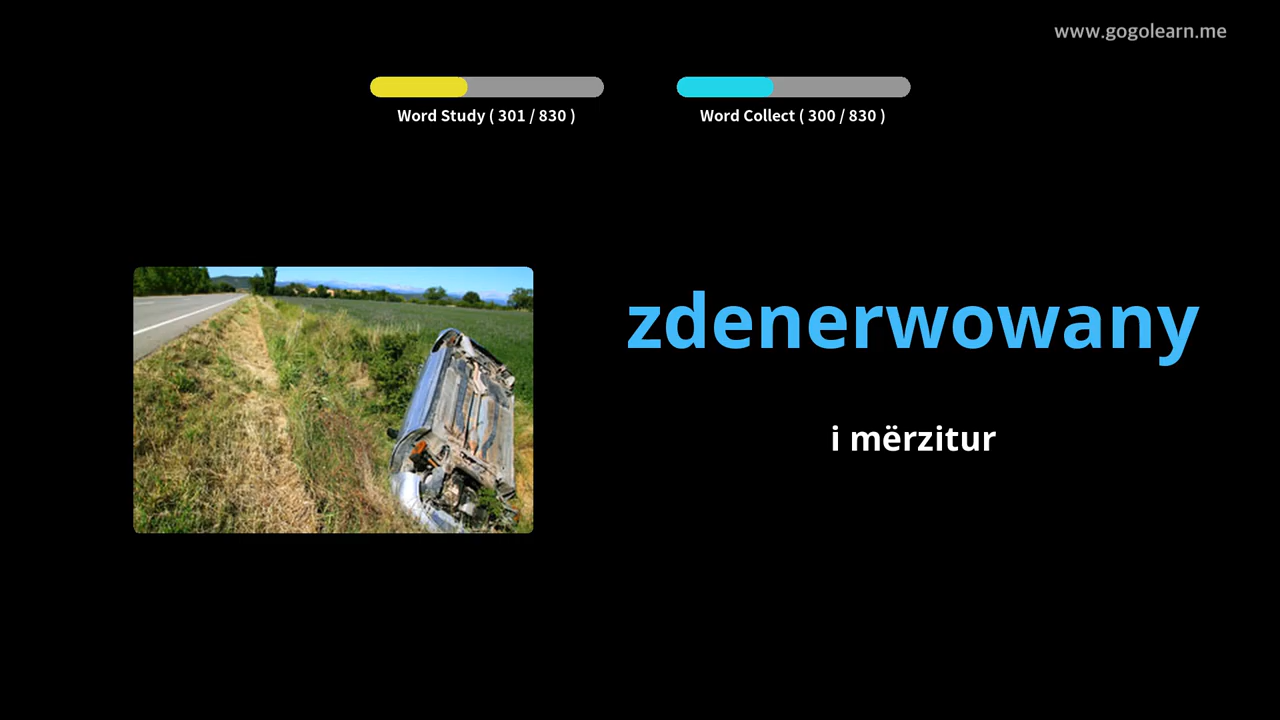 www.gogolearn.me
Word Study ( 301 / 830 )
Word Collect ( 300 / 830 )
zdenerwowany
i mërzitur